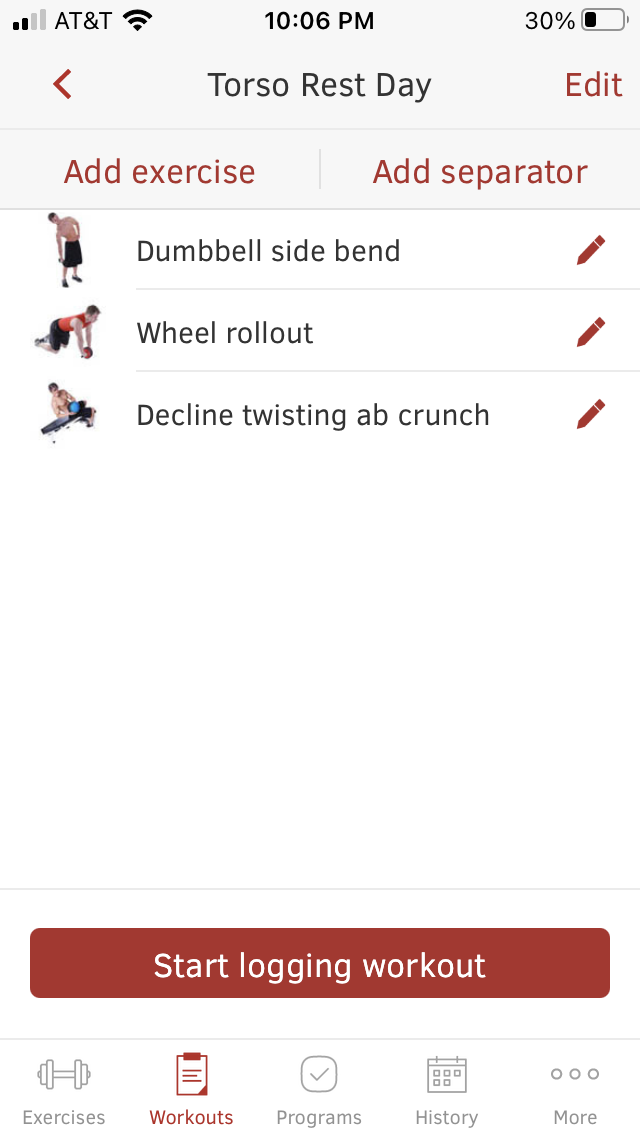 AT&T 10:06 PM 30%
Torso Rest Day Edit
Add exercise Add separator
Dumbbell side bend
Wheel rollout
Decline twisting ab crunch
Start logging workout
Exercises Workouts Programs History More